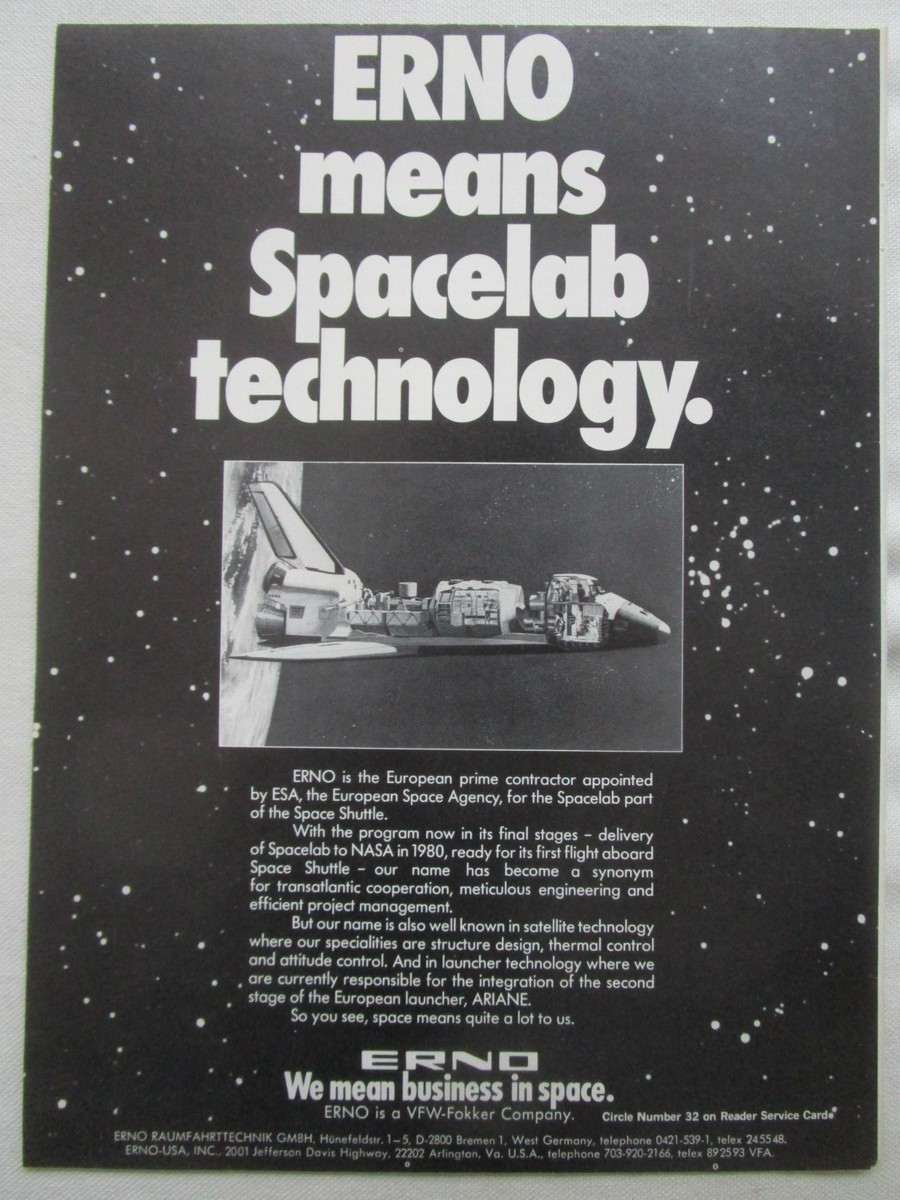 ERNO
means
Spacelab
technology.
ERNO is the European prime contractor appointed
by ESA, the European Space Agency, for the Spacelab part
of the Space Shuttle.
With the program now in its final stages – delivery
of Spacelab to NASA in 1980, ready for its first flight aboard
Space Shuttle – our name has become a synonym
for transatlantic cooperation, meticulous engineering and
efficient project management.
But our name is also well known in satellite technology
where our specialities are structure design, thermal control
and attitude control. And in launcher technology where we
are currently responsible for the integration of the second
stage of the European launcher, ARIANE.
So you see, space means quite a lot to us.
ERNO
We mean business in space.
ERNO is a VFW-Fokker Company.
Circle Number 32 on Reader Service Card
ERNO RAUMFAHRTTECHNIK GMBH, Hünefeldstr. 1–5, D-2800 Bremen 1, West Germany, telephone 0421-539-1, telex 245548.
ERNO-USA, INC., 2001 Jefferson Davis Highway, 22202 Arlington, Va. U.S.A., telephone 703-920-2166, telex 892593 VFA.